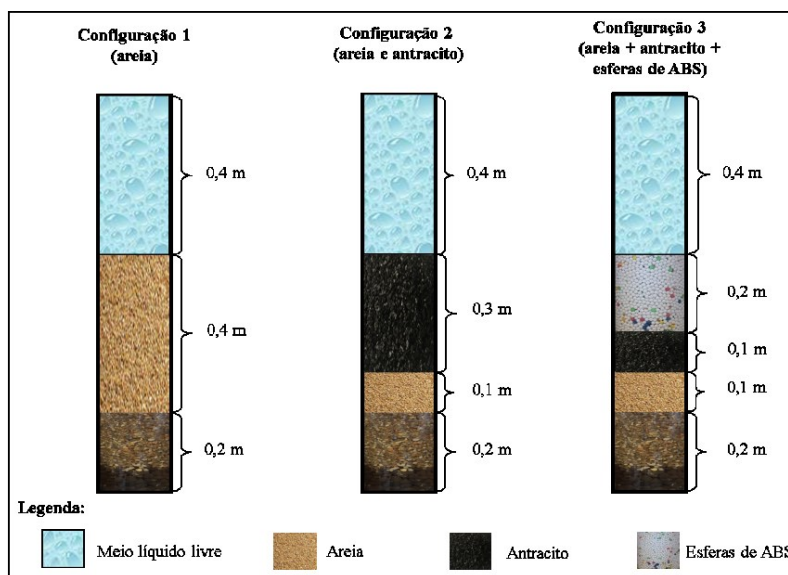 Configuração 1
(areia)
0,4 m
0,4 m
0,2 m
Configuração 2
(areia e antracito)
0,4 m
0,3 m
0,1 m
0,2 m
Configuração 3
(areia + antracito +
esferas de ABS)
0,4 m
0,2 m
0,1 m
0,1 m
0,2 m
Legenda:
Meio líquido livre
Areia
Antracito
Esferas de ABS